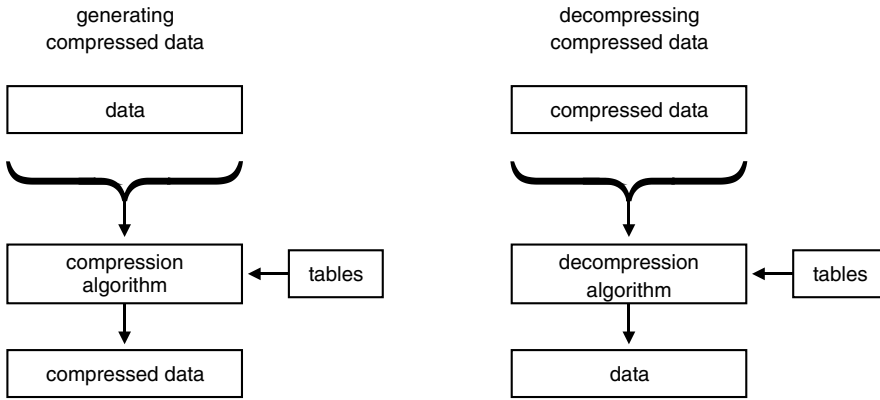 generating
compressed data
data
compression
algorithm
tables
compressed data
decompressing
compressed data
compressed data
decompression
algorithm
tables
data